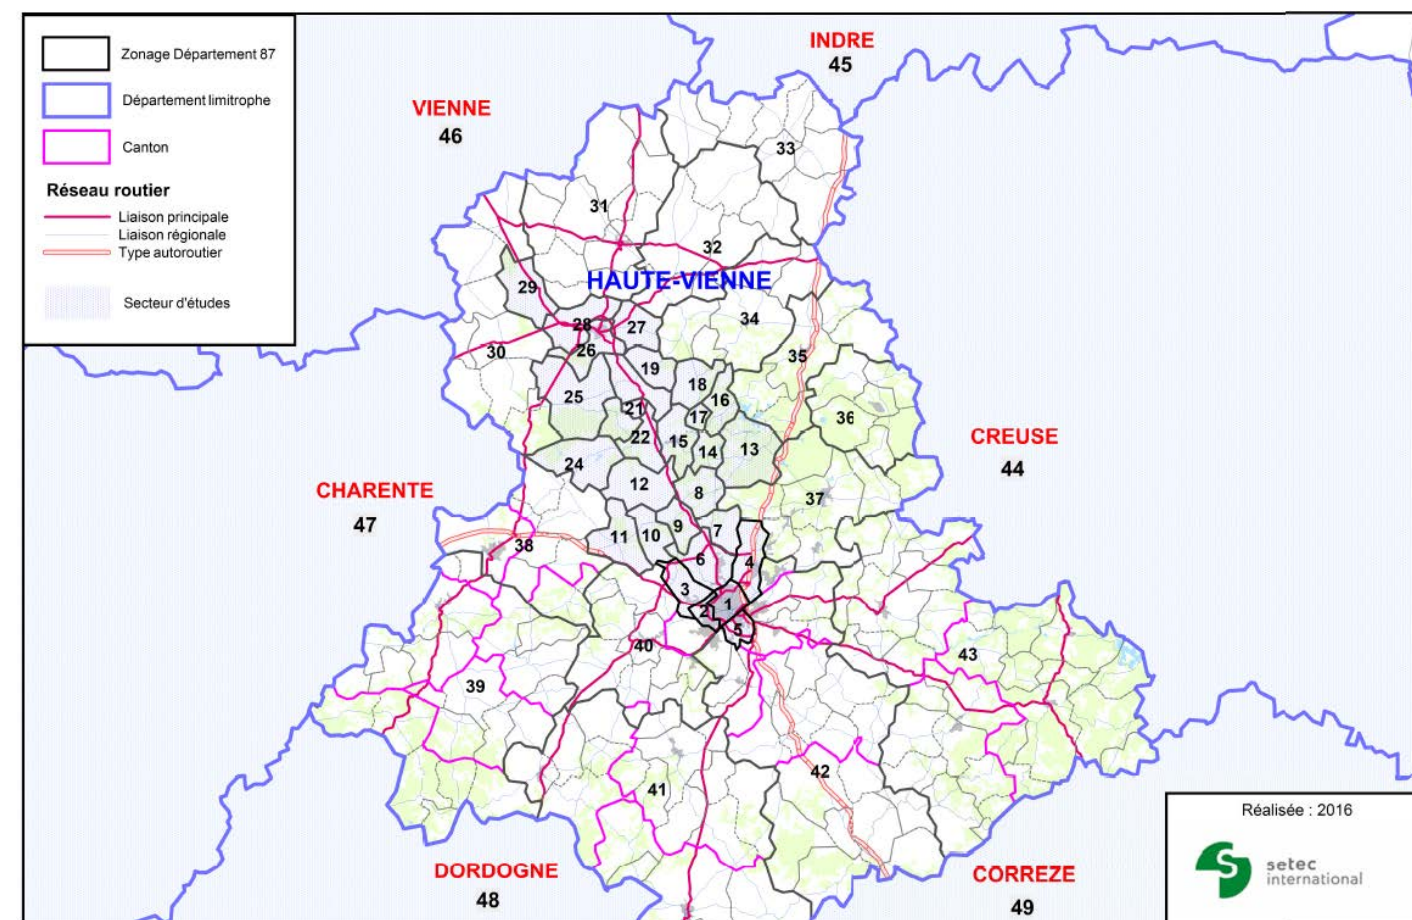 Zonage Département 87
Département limitrophe
Canton
Réseau routier
Liaison principale
Liaison régionale
Type autoroutier
Secteur d'études
INDRE
45
VIENNE
46
33
31
32
HAUTE-VIENNE
29
28
27
34
26
30
35
19
18
25
16
21
17
36
22
15
14
13
CREUSE
44
24
12
8
37
CHARENTE
47
9
7
11
10
38
6
4
3
1
2
5
40
43
39
42
41
Réalisée : 2016
S
setec
international
DORDOGNE
48
CORREZE
49